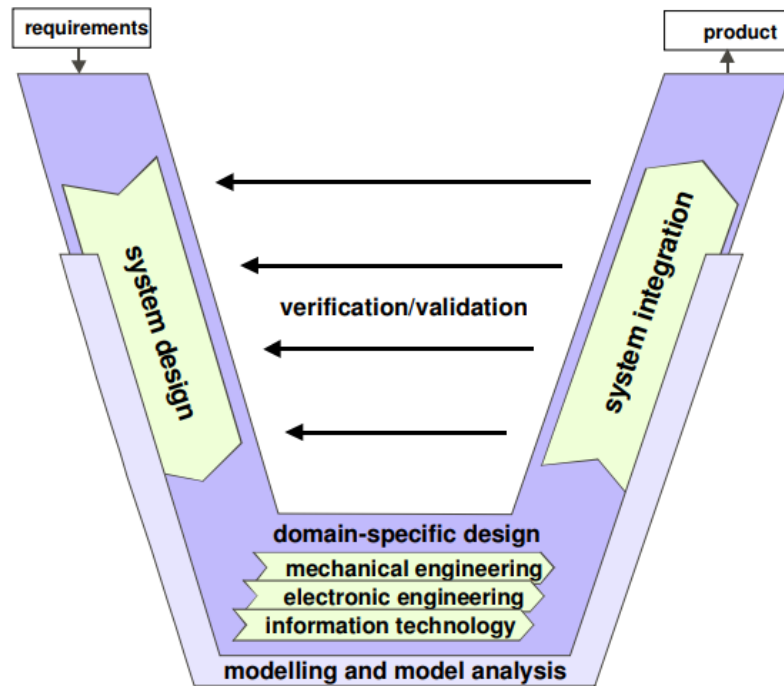 requirements
product
system design
verification/validation
system integration
domain-specific design
mechanical engineering
electronic engineering
information technology
modelling and model analysis